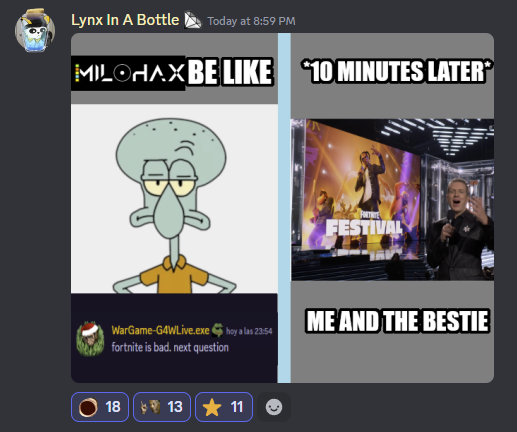 Lynx In A Bottle Today at 8:59 PM
MILOHAX BE LIKE
WarGame-G4WLive.exe hoy a las 23:54
fortnite is bad. next question
*10 MINUTES LATER*
FORTNITE
FESTIVAL
ME AND THE BESTIE
18 13 11